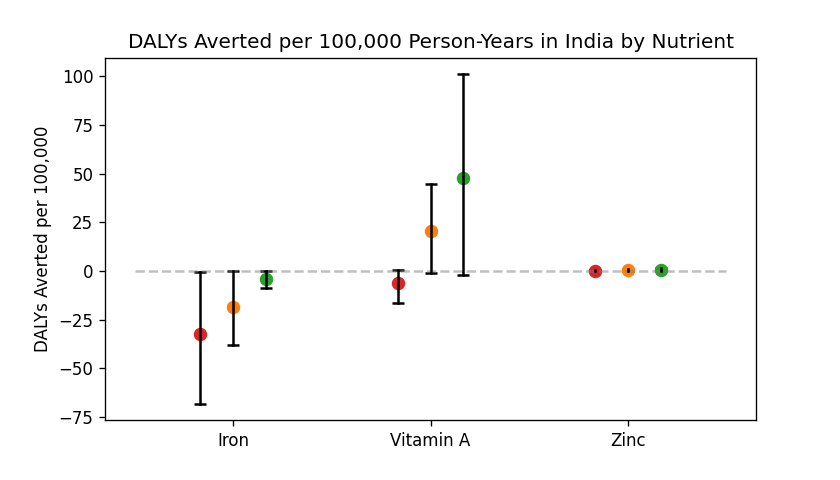 DALYs Averted per 100,000 Person-Years in India by Nutrient
DALYs Averted per 100,000
100
75
50
25
0
−25
−50
−75
Iron
Vitamin A
Zinc